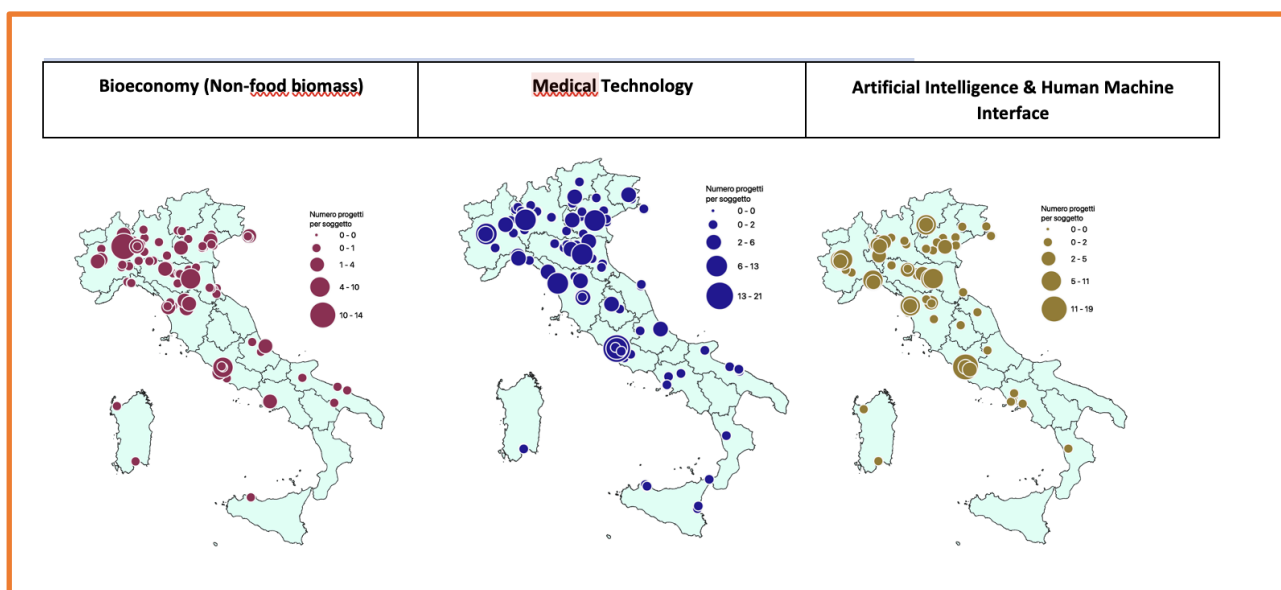 Bioeconomy (Non-food biomass)
Medical Technology
Artificial Intelligence & Human Machine
Interface
Numero progetti
per soggetto
0 - 0
0 - 1
1 - 4
4 - 10
10 - 14
Numero progetti
per soggetto
0 - 0
0 - 2
2 - 6
6 - 13
13 - 21
Numero progetti
per soggetto
0 - 0
0 - 2
2 - 5
5 - 11
11 - 19